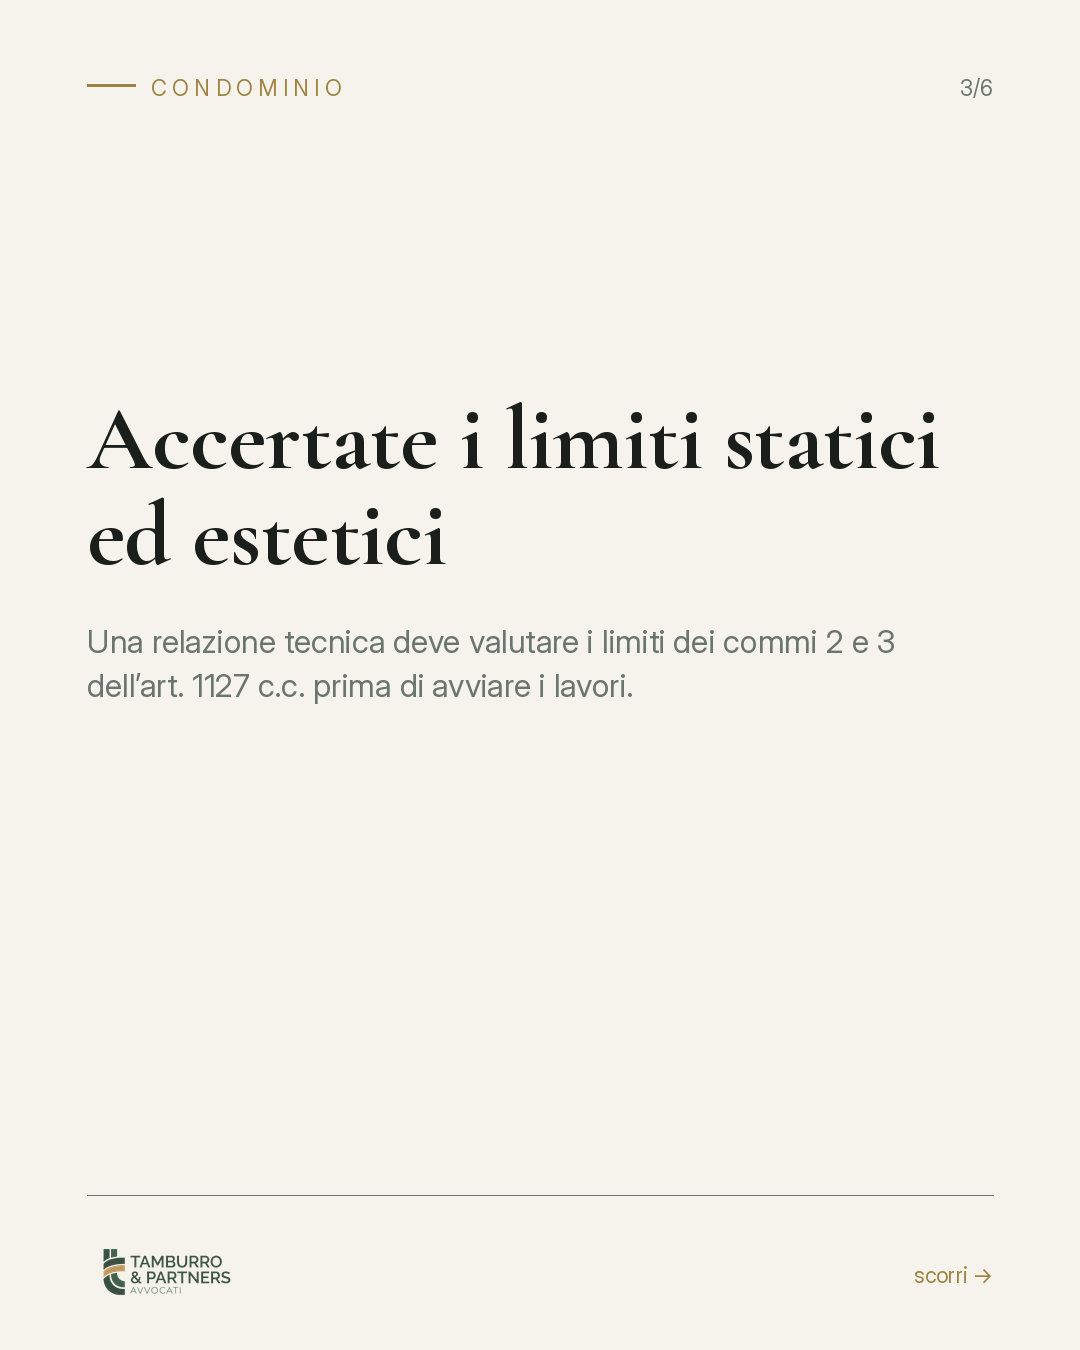 CONDOMINIO
3/6
Accertate i limiti statici
ed estetici
Una relazione tecnica deve valutare i limiti dei commi 2 e 3
dell’art. 1127 c.c. prima di avviare i lavori.
TAMBURRO
& PARTNERS
AVVOCATI
scorri →